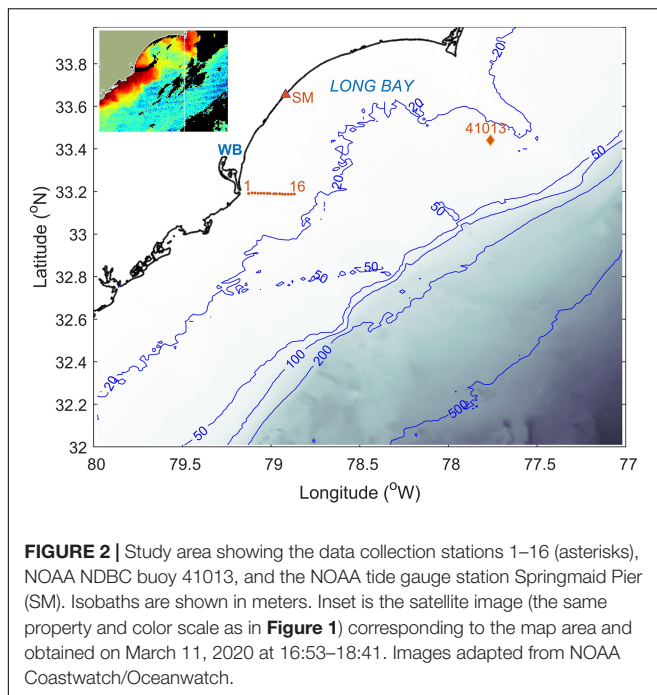 33.8
33.6
33.4
33.2
33
32.8
32.6
32.4
32.2
32
Latitude (°N)
80
79.5
79
78.5
78
77.5
77
Longitude (°W)
LONG BAY
SM
WB
1
16
41013
20
20
20
20
50
50
50
50
50
100
200
500
FIGURE 2 | Study area showing the data collection stations 1–16 (asterisks),
NOAA NDBC buoy 41013, and the NOAA tide gauge station Springmaid Pier
(SM). Isobaths are shown in meters. Inset is the satellite image (the same
property and color scale as in Figure 1) corresponding to the map area and
obtained on March 11, 2020 at 16:53–18:41. Images adapted from NOAA
Coastwatch/Oceanwatch.